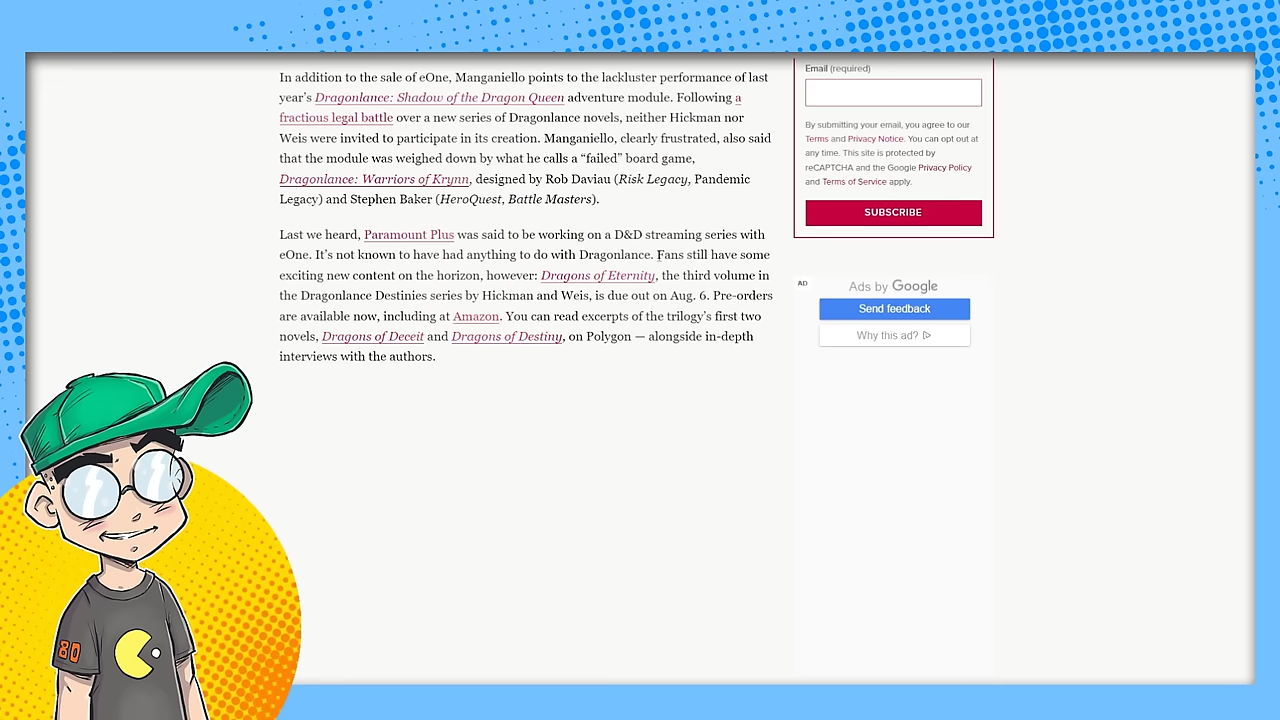 In addition to the sale of eOne, Manganiello points to the lackluster performance of last
year's Dragonlance: Shadow of the Dragon Queen adventure module. Following a
fractious legal battle over a new series of Dragonlance novels, neither Hickman nor
Weis were invited to participate in its creation. Manganiello, clearly frustrated, also said
that the module was weighed down by what he calls a “failed” board game,
Dragonlance: Warriors of Krynn, designed by Rob Daviau (Risk Legacy, Pandemic
Legacy) and Stephen Baker (HeroQuest, Battle Masters).
Last we heard, Paramount Plus was said to be working on a D&D streaming series with
eOne. It's not known to have had anything to do with Dragonlance. Fans still have some
exciting new content on the horizon, however: Dragons of Eternity, the third volume in
the Dragonlance Destinies series by Hickman and Weis, is due out on Aug. 6. Pre-orders
are available now, including at Amazon. You can read excerpts of the trilogy's first two
novels, Dragons of Deceit and Dragons of Destiny, on Polygon — alongside in-depth
interviews with the authors.
Email (required)
By submitting your email, you agree to our
Terms and Privacy Notice. You can opt out at
any time. This site is protected by
reCAPTCHA and the Google Privacy Policy
and Terms of Service apply.
SUBSCRIBE
AD
Ads by Google
Send feedback
Why this ad?
80